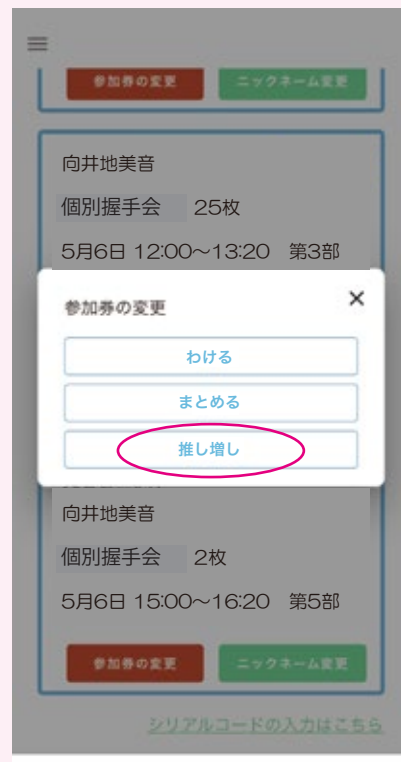 参加券の変更 ニックネーム変更
向井地美音
個別握手会 25枚
5月6日 12:00〜13:20 第3部
参加券の変更 ×
わける
まとめる
推し増し
向井地美音
個別握手会 2枚
5月6日 15:00〜16:20 第5部
参加券の変更 ニックネーム変更
シリアルコードの入力はこちら